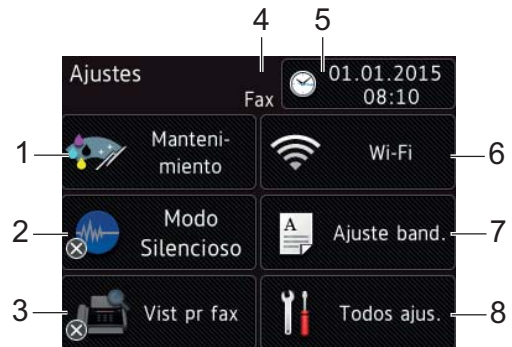 4 5
Ajustes
Fax
01.01.2015
08:10
1
Manteni-
miento
Wi-Fi
6
2
Modo
Silencioso
A
Ajuste band.
7
3
Vist pr fax
Todos ajus.
8